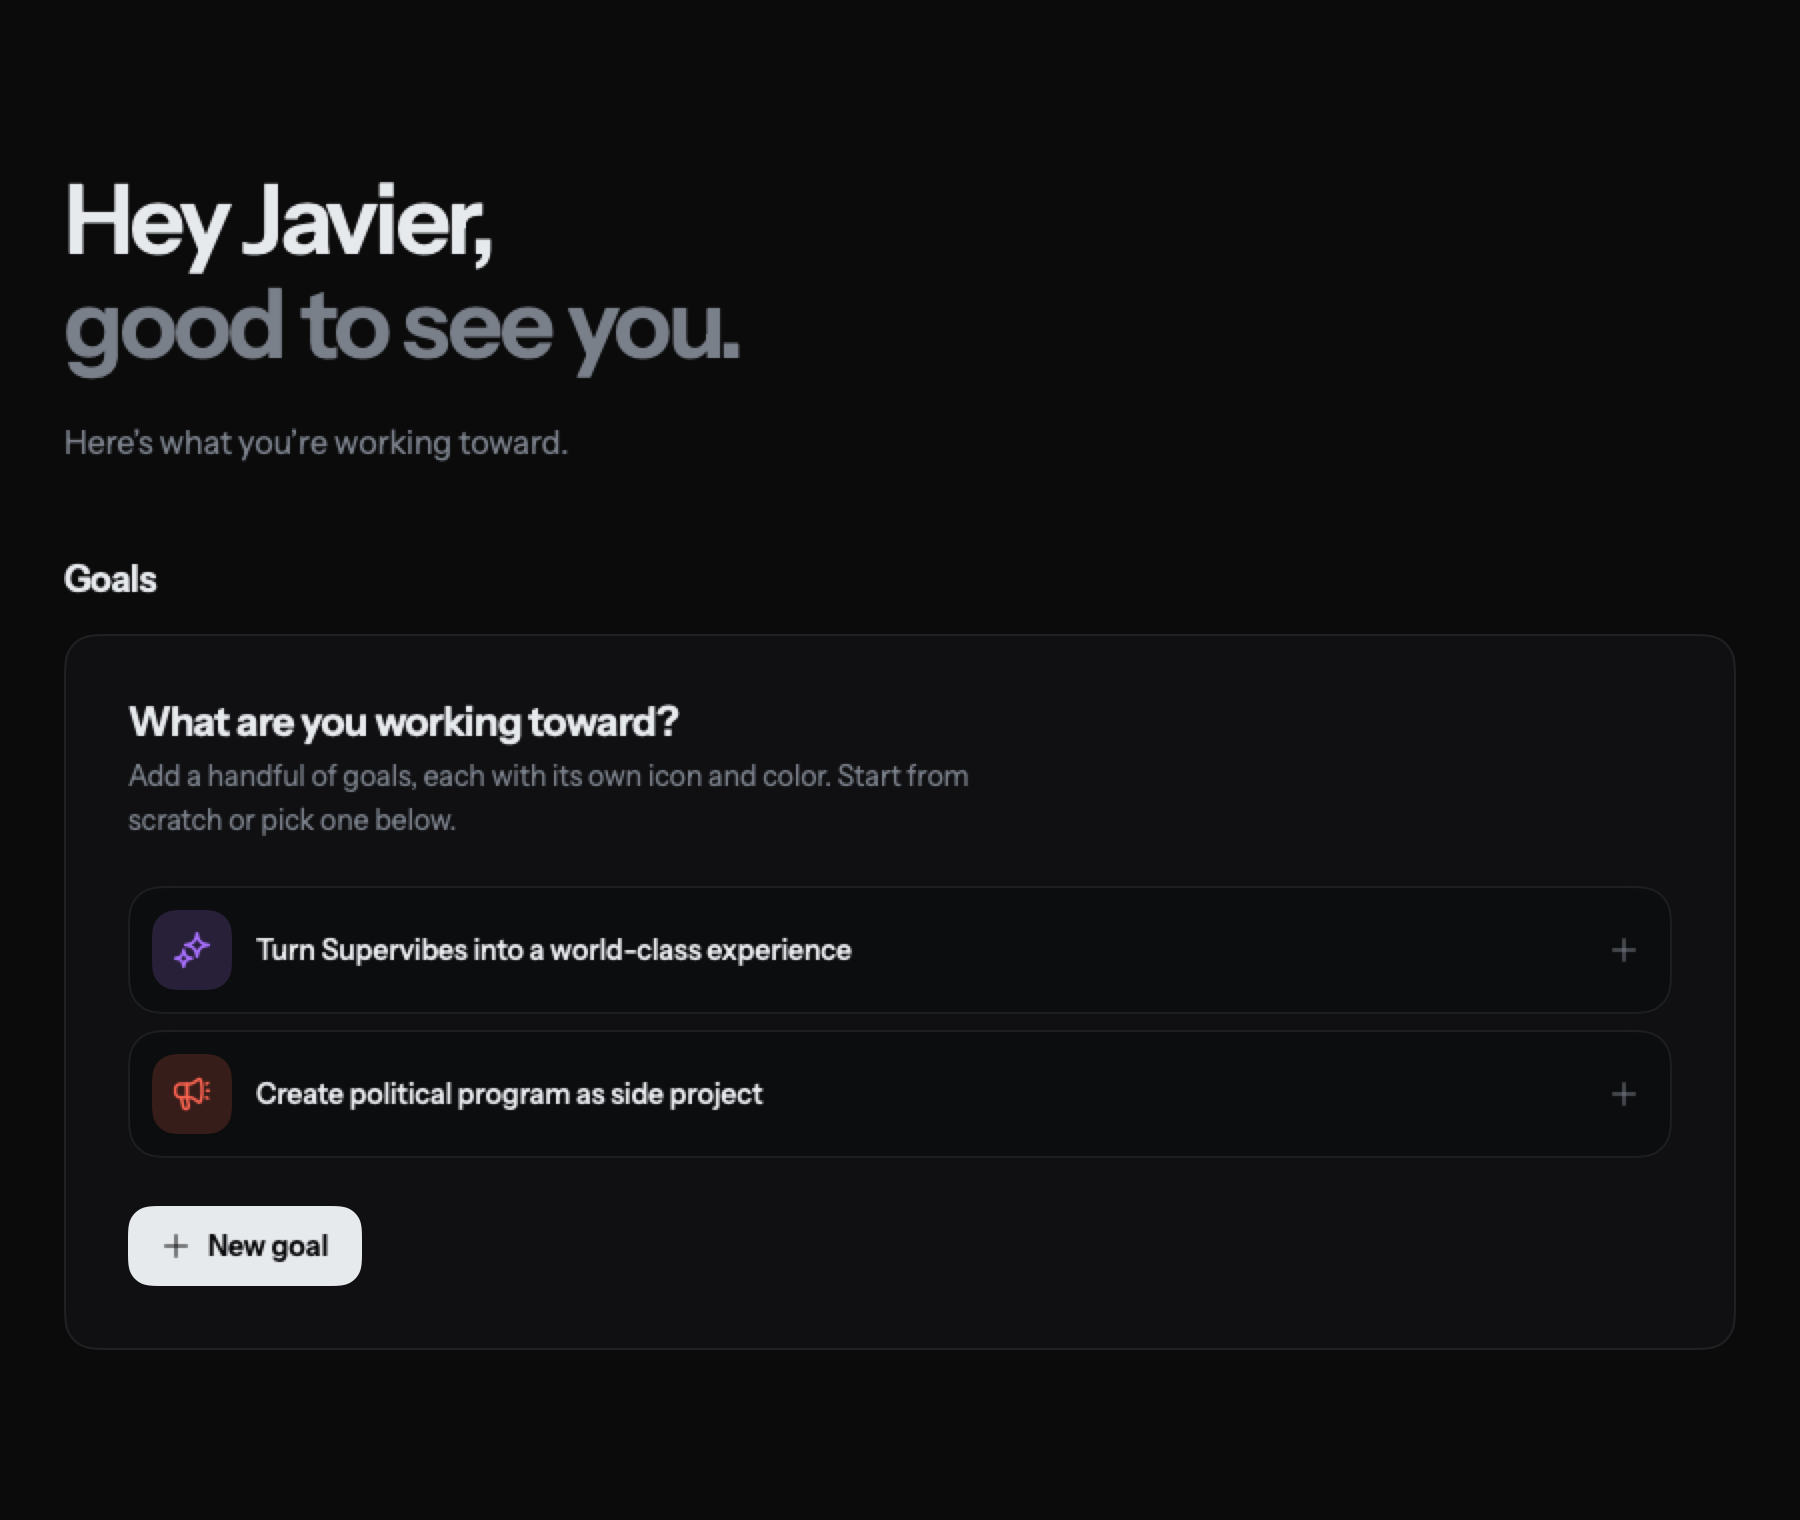 Hey Javier,
good to see you.
Here’s what you’re working toward.
Goals
What are you working toward?
Add a handful of goals, each with its own icon and color. Start from
scratch or pick one below.
Turn Supervibes into a world-class experience
Create political program as side project
New goal